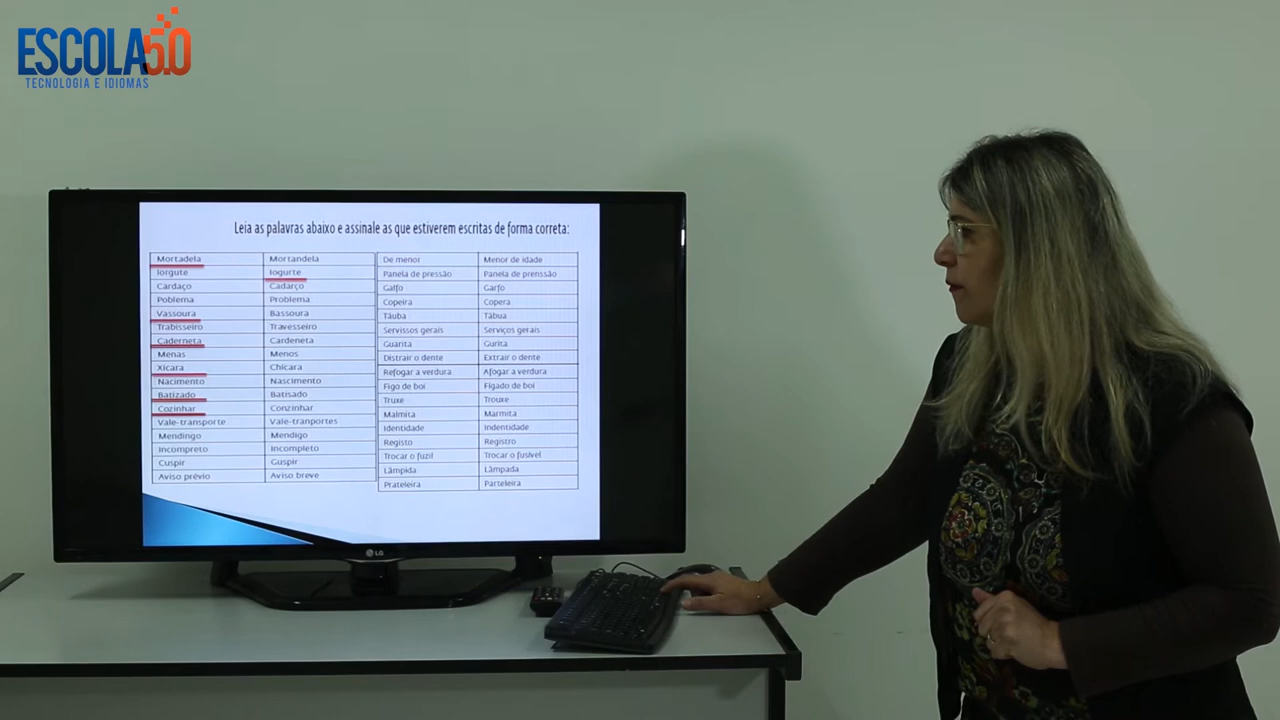 ESCOLA 5.0
TECNOLOGIA E IDIOMAS
Leia as palavras abaixo e assinale as que estiverem escritas de forma correta:
Mortadela Mortandela
Iorgute Iogurte
Cardaço Cadarço
Poblema Problema
Vassoura Bassoura
Trabisseiro Travesseiro
Caderneta Cardeneta
Menas Menos
Xícara Chícara
Nacimento Nascimento
Batizado Batisado
Cozinhar Conzinhar
Vale-transporte Vale-tranportes
Mendingo Mendigo
Incompreto Incompleto
Cuspir Guspir
Aviso prévio Aviso breve
De menor Menor de idade
Panela de pressão Panela de prenssão
Galfo Garfo
Copeira Copera
Táuba Tábua
Servissos gerais Serviços gerais
Guarita Gurita
Distrair o dente Extrair o dente
Refogar a verdura Afogar a verdura
Figo de boi Fígado de boi
Truxe Trouxe
Malmita Marmita
Identidade Indentidade
Registo Registro
Trocar o fuzil Trocar o fusível
Lâmpida Lâmpada
Prateleira Parteleira
LG